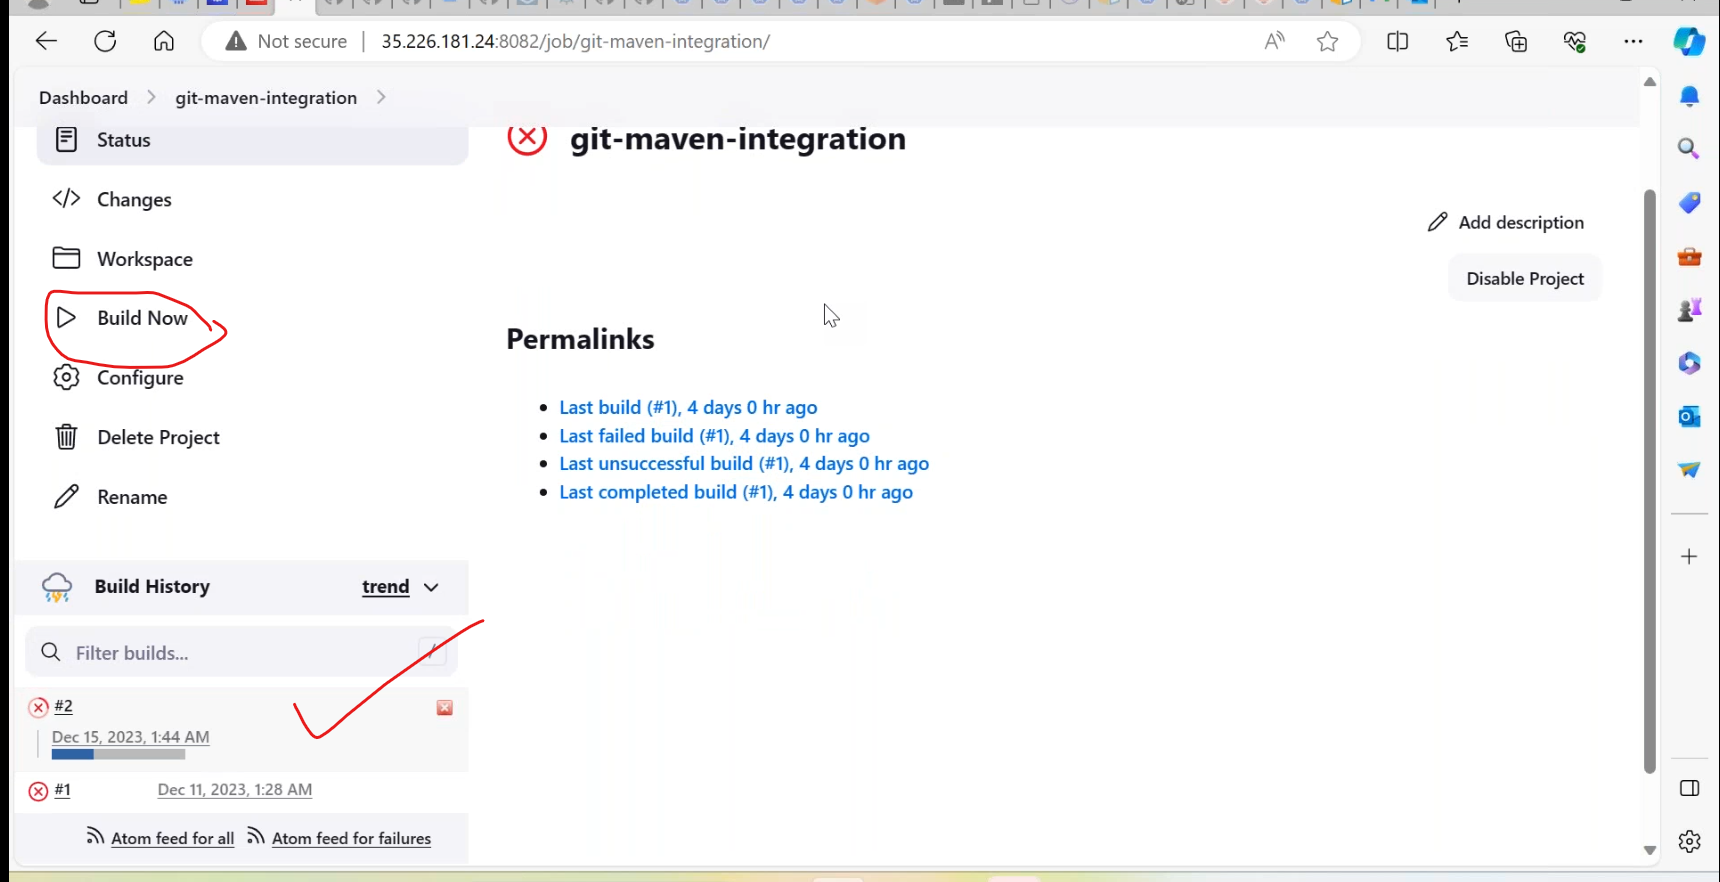 Not secure | 35.226.181.24:8082/job/git-maven-integration/
Dashboard > git-maven-integration >
Status
git-maven-integration
Changes
Add description
Workspace
Disable Project
Build Now
Permalinks
Configure
Last build (#1), 4 days 0 hr ago
Delete Project
Last failed build (#1), 4 days 0 hr ago
Last unsuccessful build (#1), 4 days 0 hr ago
Rename
Last completed build (#1), 4 days 0 hr ago
Build History trend
Filter builds... /
#2
Dec 15, 2023, 1:44 AM
#1 Dec 11, 2023, 1:28 AM
Atom feed for all Atom feed for failures